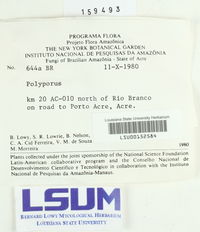 159493
PROGRAMA FLORA
Projeto Flora Amazônica
THE NEW YORK BOTANICAL GARDEN
INSTITUTO NACIONAL DE PESQUISAS DA AMAZÔNIA
Fungi of Brazilian Amazônia - State of Acre
No. 644a BR 11-X-1980
Polyporus
km 20 AC-010 north of Rio Branco
on road to Porto Acre, Acre.
Louisiana State University Herbarium
LSU00152584
B. Lowy, S. R. Lowrie, B. Nelson,
C. A. Cid Ferreira, V. M. de Souza
M. Morreira 1980
Plants collected under the joint sponsorship of the National Science Foundation
Latin-American collaborative program and the Conselho Nacional de
Desenvolvimento Científico e Tecnológico in collaboration with the Instituto
Nacional de Pesquisas da Amazônia-Manaus.
LSUM
BERNARD LOWY MYCOLOGICAL HERBARIUM
LOUISIANA STATE UNIVERSITY